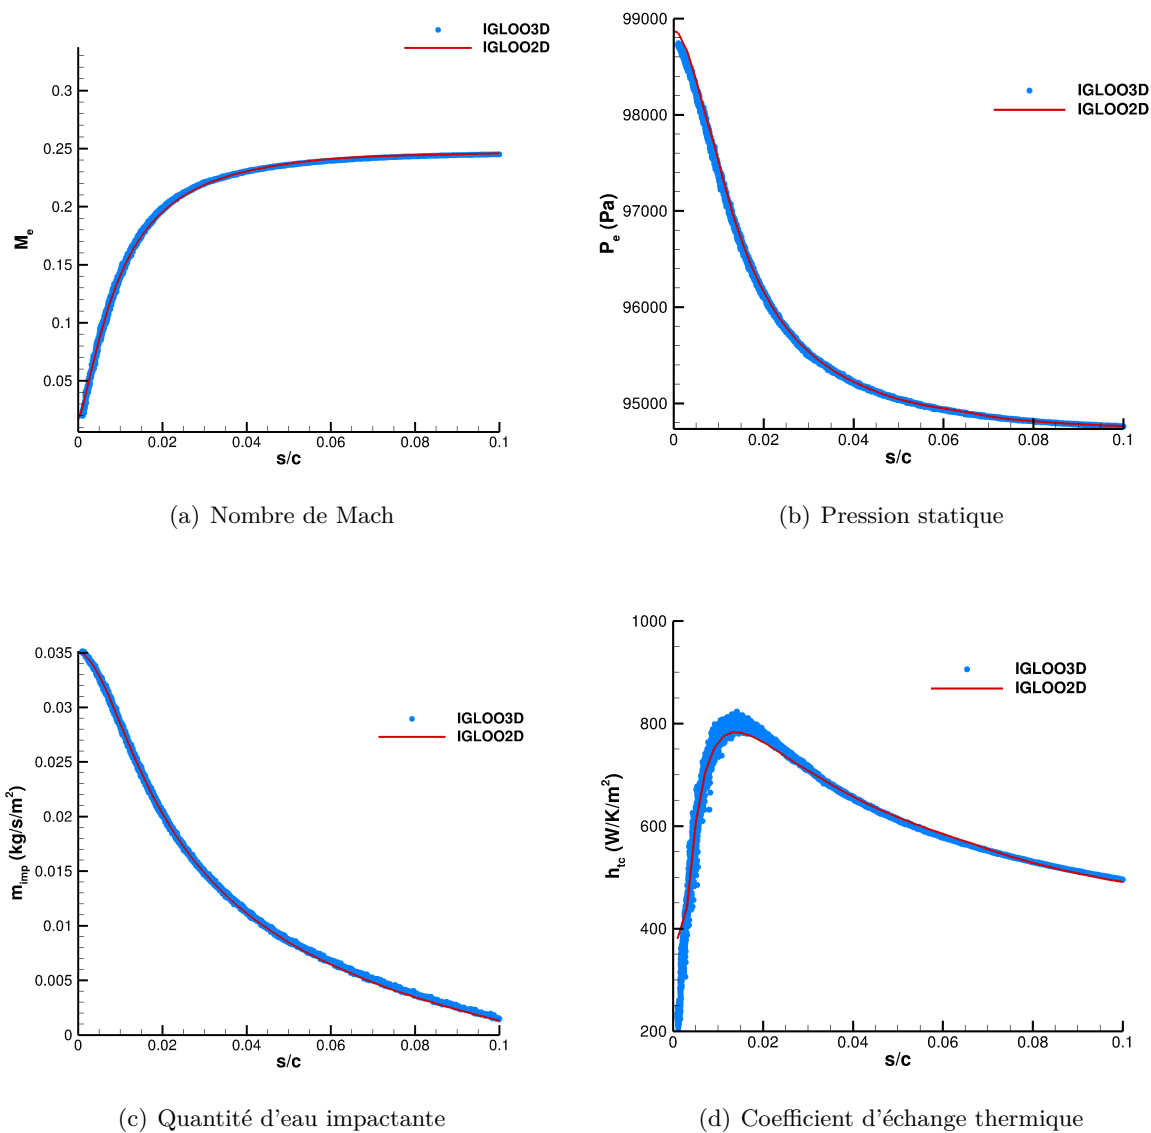 IGLOO3D
IGLOO2D
0.3
0.25
0.2
0.15
0.1
0.05
M_e
0 0.02 0.04 0.06 0.08 0.1
s/c
(a) Nombre de Mach
99000
98000
97000
96000
95000
P_e (Pa)
IGLOO3D
IGLOO2D
0 0.02 0.04 0.06 0.08 0.1
s/c
(b) Pression statique
0.035
0.03
0.025
0.02
0.015
0.01
0.005
0
m_imp (kg/s/m²)
IGLOO3D
IGLOO2D
0 0.02 0.04 0.06 0.08 0.1
s/c
(c) Quantité d'eau impactante
1000
800
600
400
200
h_tc (W/K/m²)
IGLOO3D
IGLOO2D
0 0.02 0.04 0.06 0.08 0.1
s/c
(d) Coefficient d'échange thermique